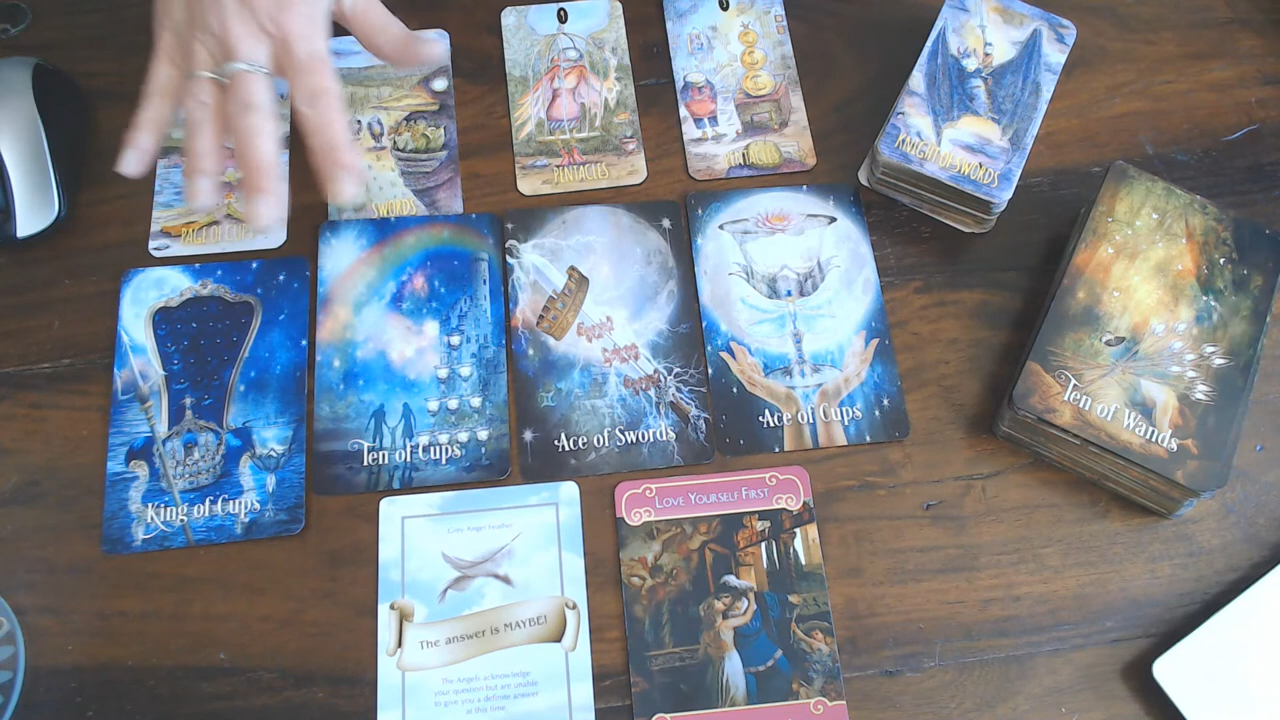 PENTACLES
PENTACLES
KNIGHT OF SWORDS
PAGE OF CUPS
SWORDS
King of Cups
Ten of Cups
Ace of Swords
Ace of Cups
Ten of Wands
Grey Angel Feather
The answer is MAYBE!
The Angels acknowledge
your question but are unable
to give you a definite answer
at this time.
LOVE YOURSELF FIRST